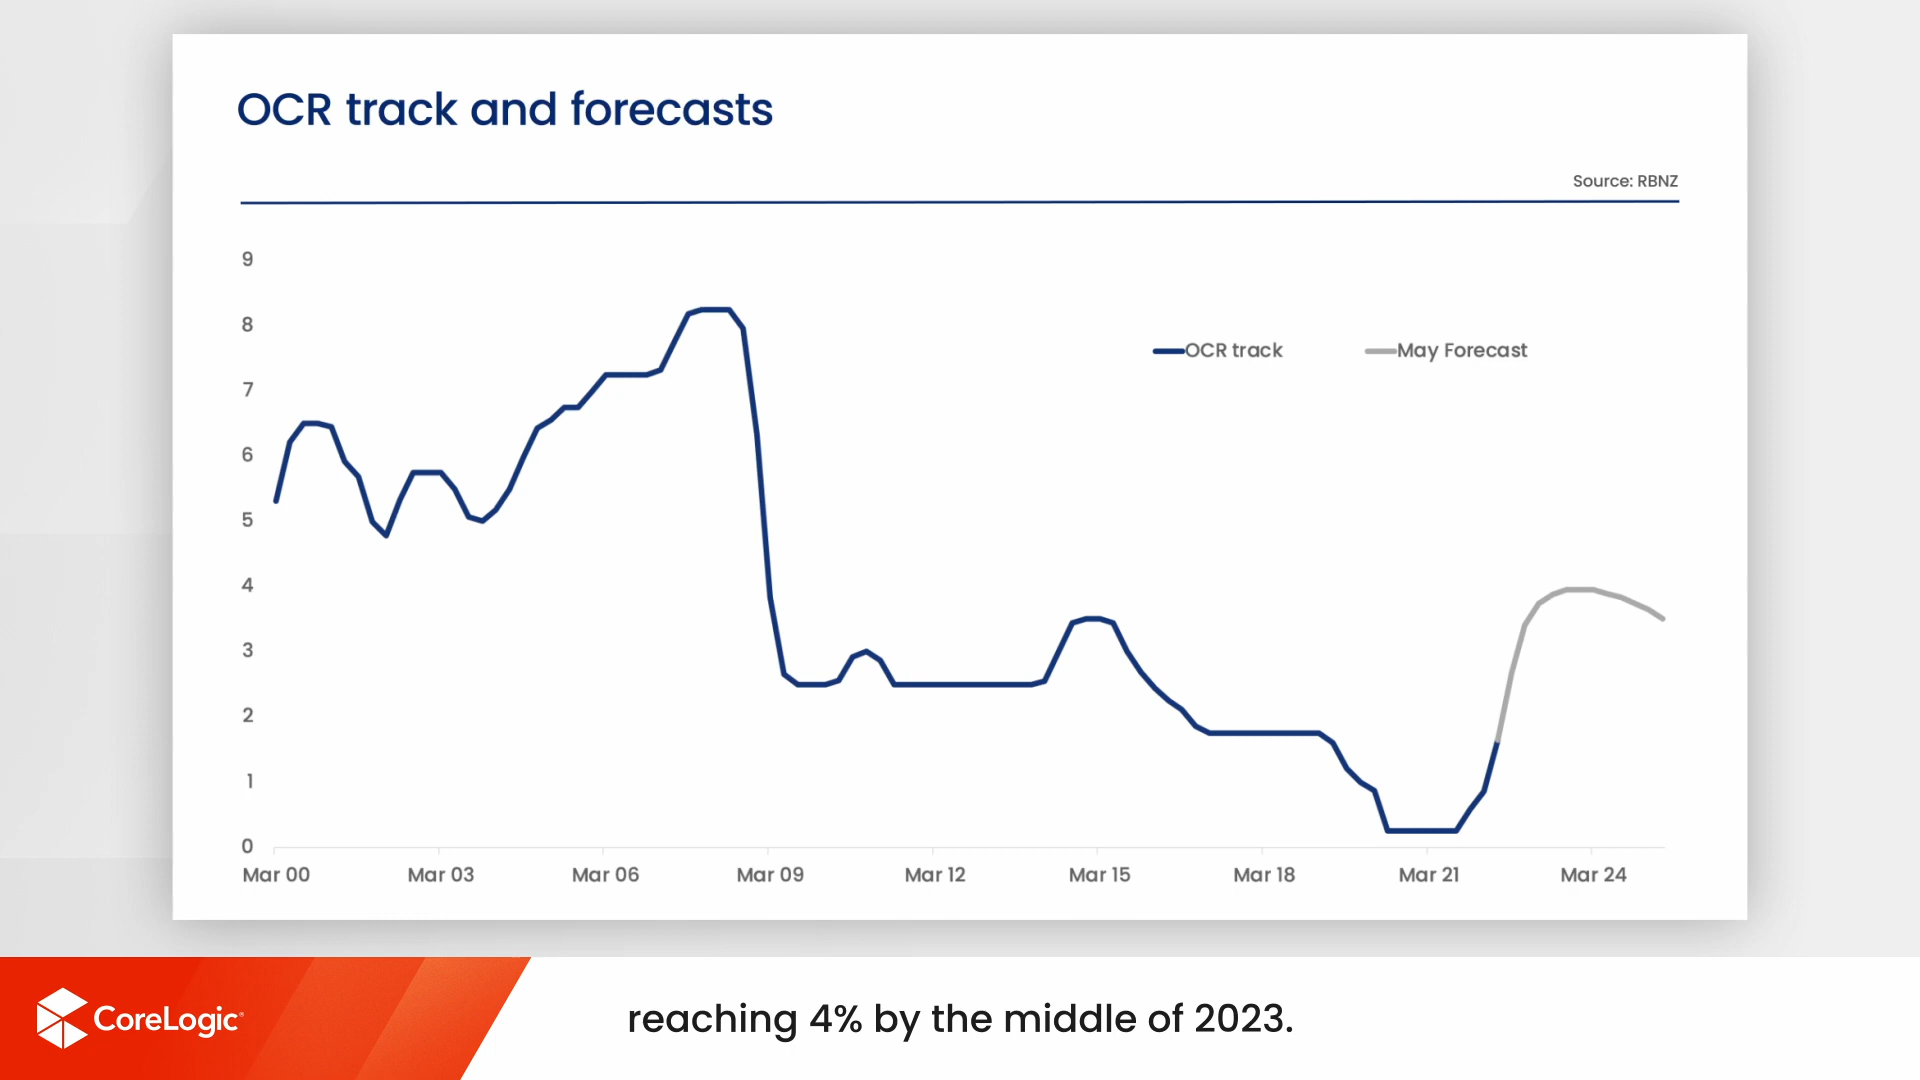 OCR track and forecasts
Source: RBNZ
9
8
OCR track
May Forecast
7
6
5
4
3
2
1
0
Mar 00
Mar 03
Mar 06
Mar 09
Mar 12
Mar 15
Mar 18
Mar 21
Mar 24
CoreLogic
reaching 4% by the middle of 2023.